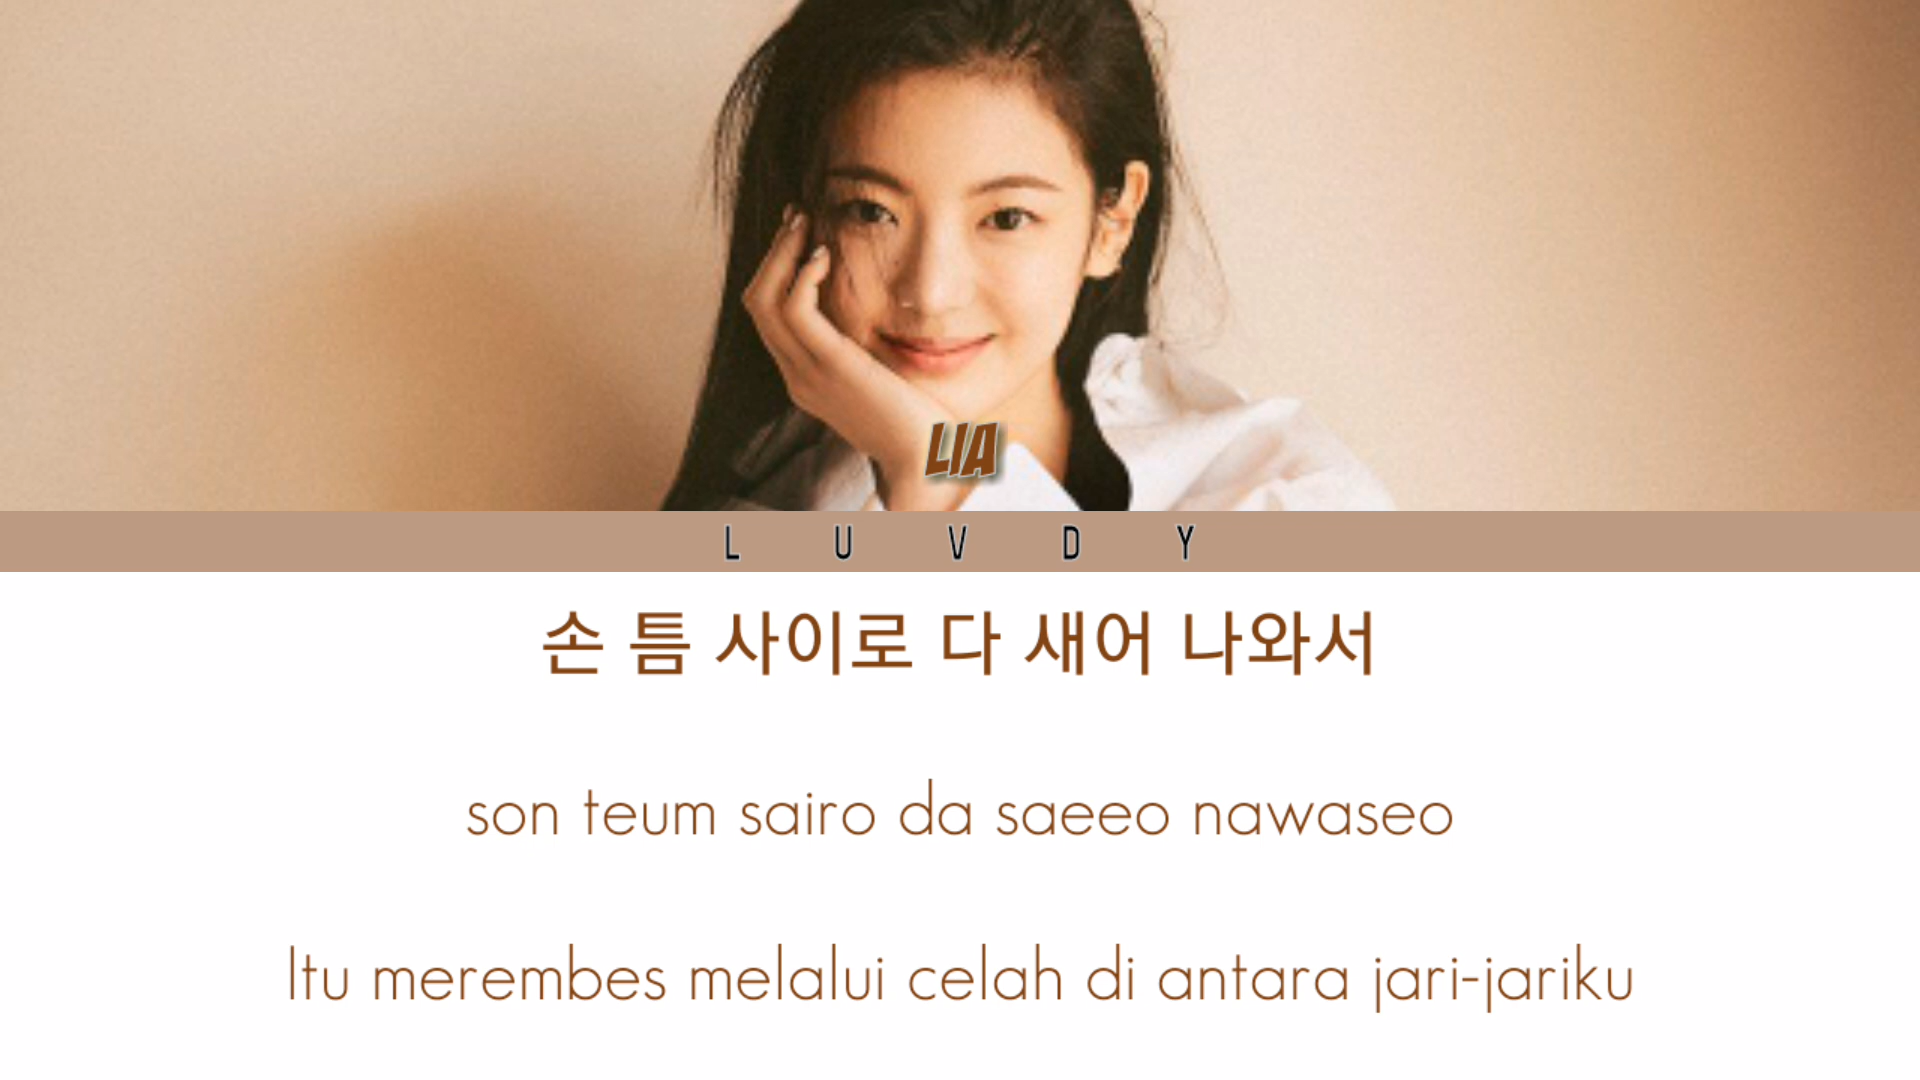 LIA
L U V D Y
손 틈 사이로 다 새어 나와서
son teum sairo da saeeo nawaseo
Itu merembes melalui celah di antara jari-jariku